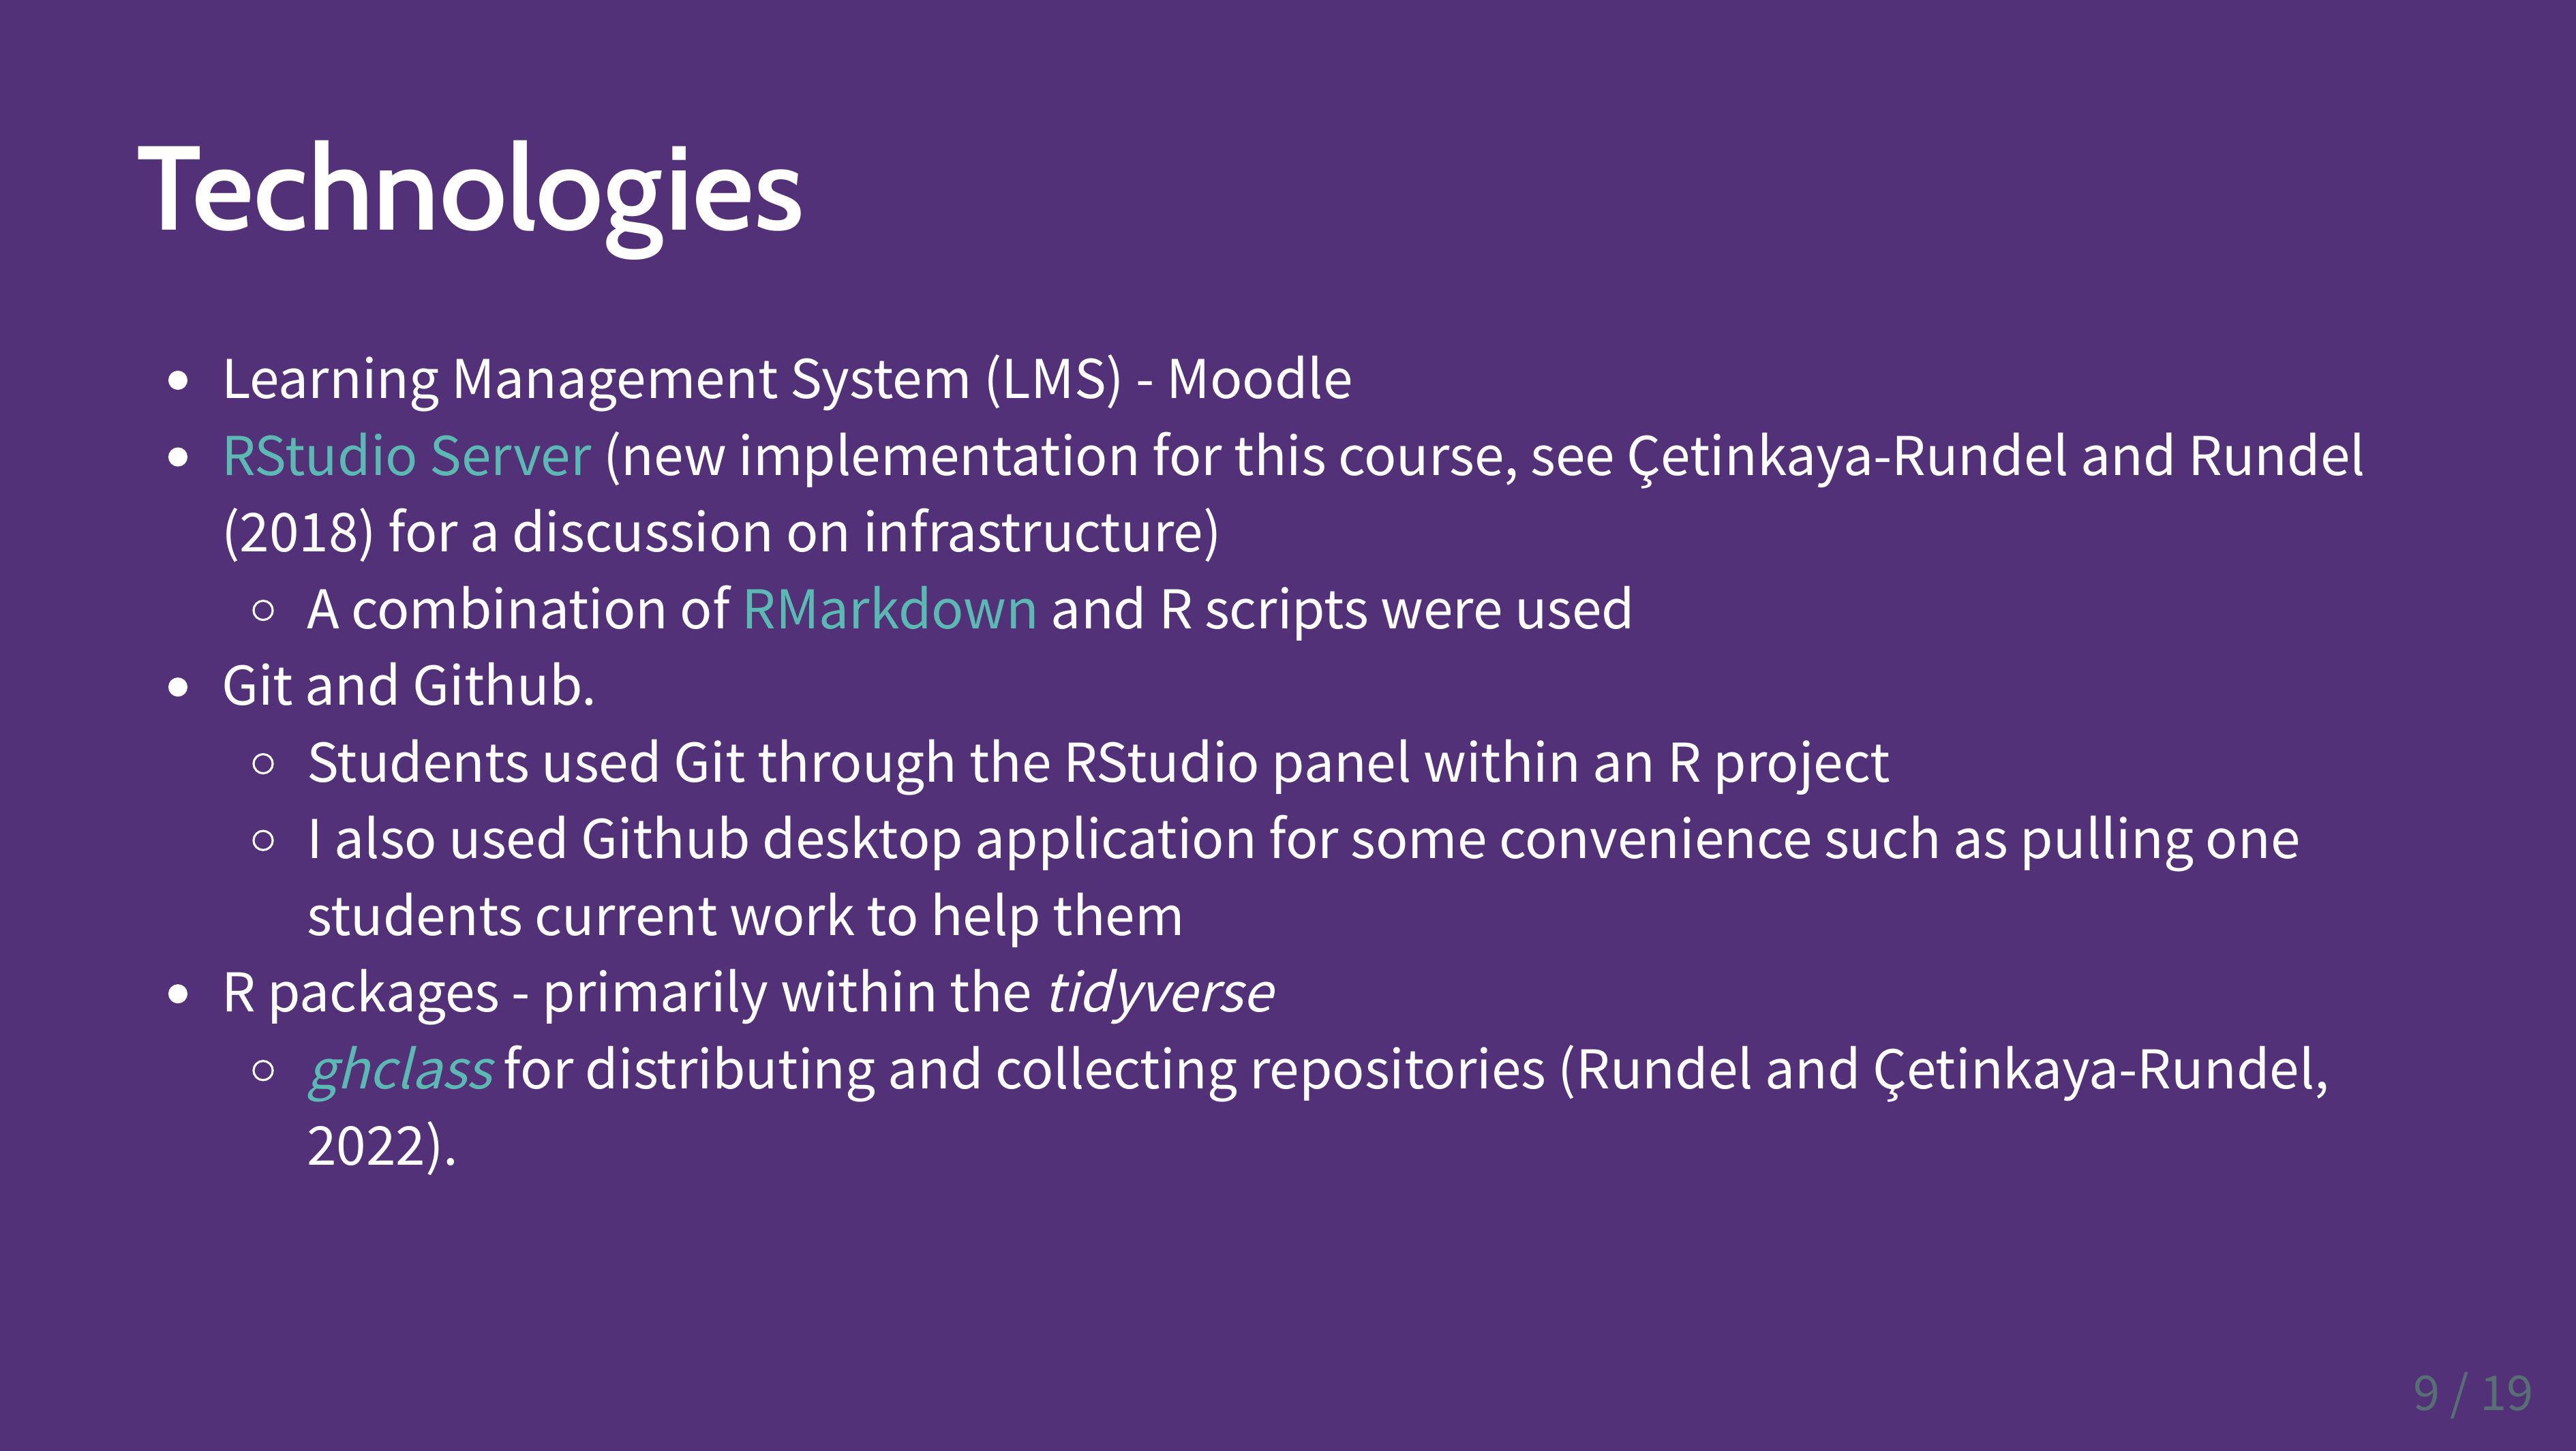 Technologies
• Learning Management System (LMS) - Moodle
• RStudio Server (new implementation for this course, see Çetinkaya-Rundel and Rundel
(2018) for a discussion on infrastructure)
○ A combination of RMarkdown and R scripts were used
• Git and Github.
○ Students used Git through the RStudio panel within an R project
○ I also used Github desktop application for some convenience such as pulling one
students current work to help them
• R packages - primarily within the tidyverse
○ ghclass for distributing and collecting repositories (Rundel and Çetinkaya-Rundel,
2022).
9 / 19